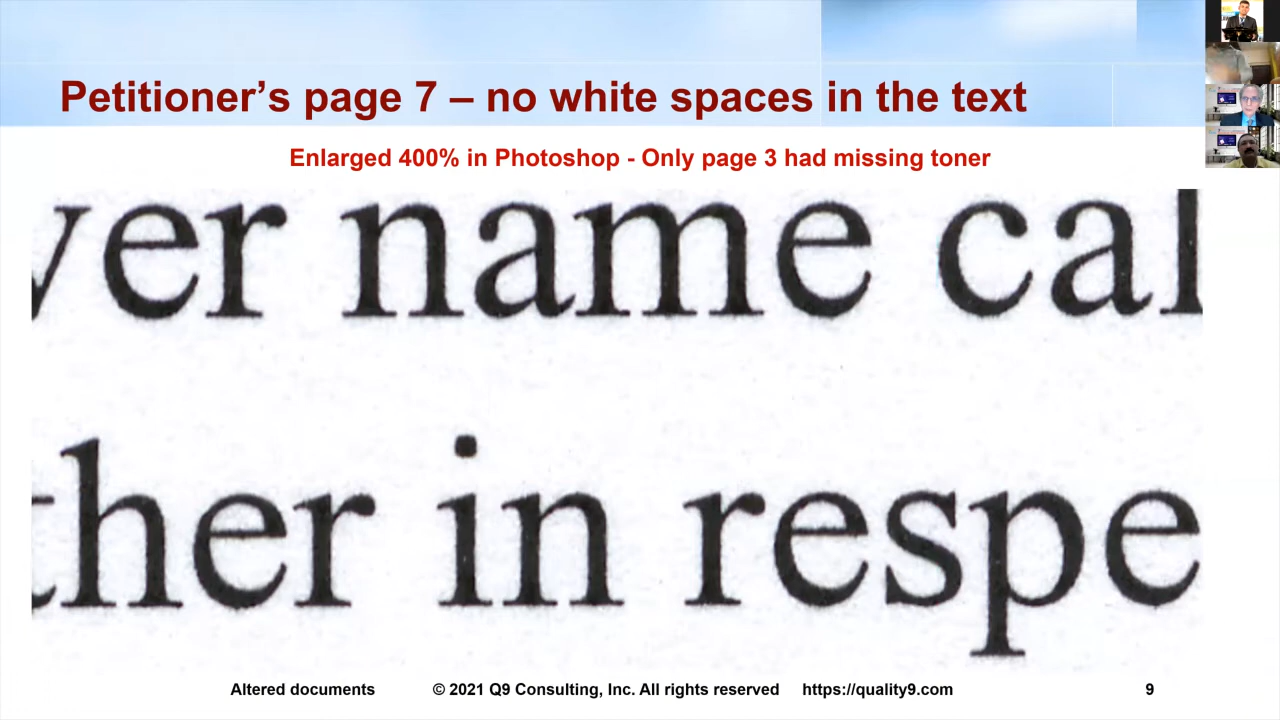 Petitioner’s page 7 – no white spaces in the text
Enlarged 400% in Photoshop - Only page 3 had missing toner
ver name cal
ther in respe
Altered documents © 2021 Q9 Consulting, Inc. All rights reserved https://quality9.com 9